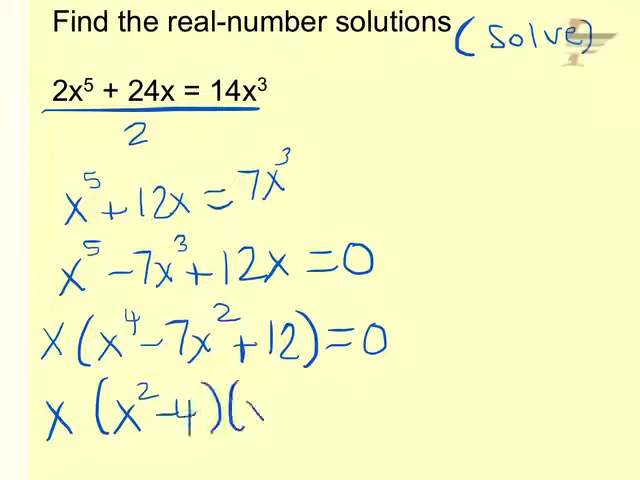 Find the real-number solutions (Solve)
2x⁵ + 24x = 14x³
2
x⁵ + 12x = 7x³
x⁵ - 7x³ + 12x = 0
x(x⁴ - 7x² + 12) = 0
x (x² - 4)(